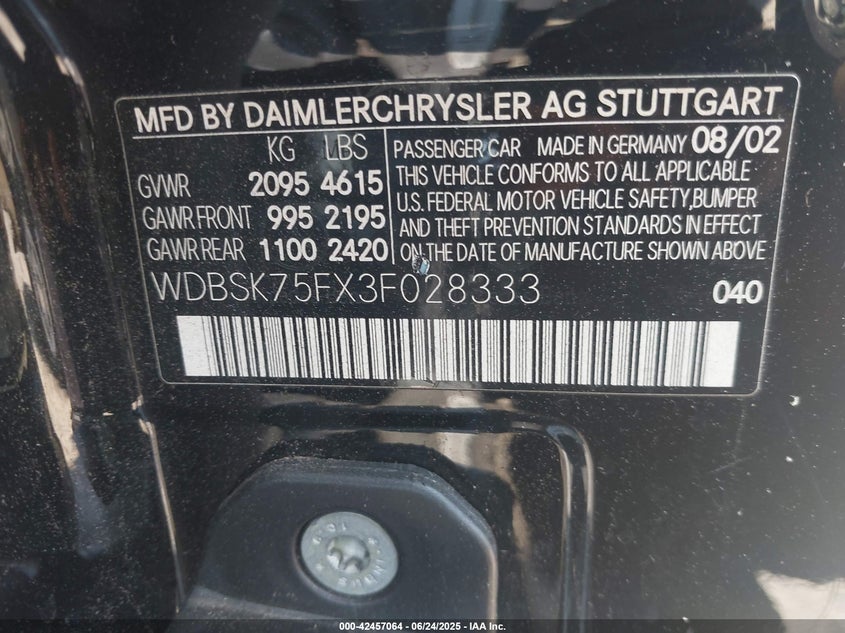 MFD BY DAIMLERCHRYSLER AG STUTTGART
KG LBS
GVWR 2095 4615
GAWR FRONT 995 2195
GAWR REAR 1100 2420
PASSENGER CAR MADE IN GERMANY 08/02
THIS VEHICLE CONFORMS TO ALL APPLICABLE
U.S. FEDERAL MOTOR VEHICLE SAFETY,BUMPER
AND THEFT PREVENTION STANDARDS IN EFFECT
ON THE DATE OF MANUFACTURE SHOWN ABOVE
WDBSK75FX3F028333 040
000-42457064 - 06/24/2025 - IAA Inc.